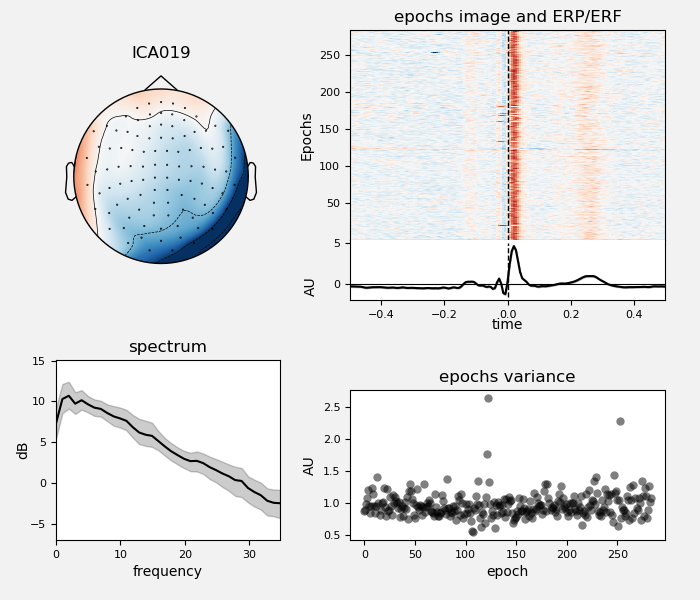 ICA019
epochs image and ERP/ERF
Epochs
250
200
150
100
50
5
0
AU
−0.4 −0.2 0.0 0.2 0.4
time
spectrum
dB
15
10
5
0
−5
0 10 20 30
frequency
epochs variance
AU
2.5
2.0
1.5
1.0
0.5
0 50 100 150 200 250
epoch